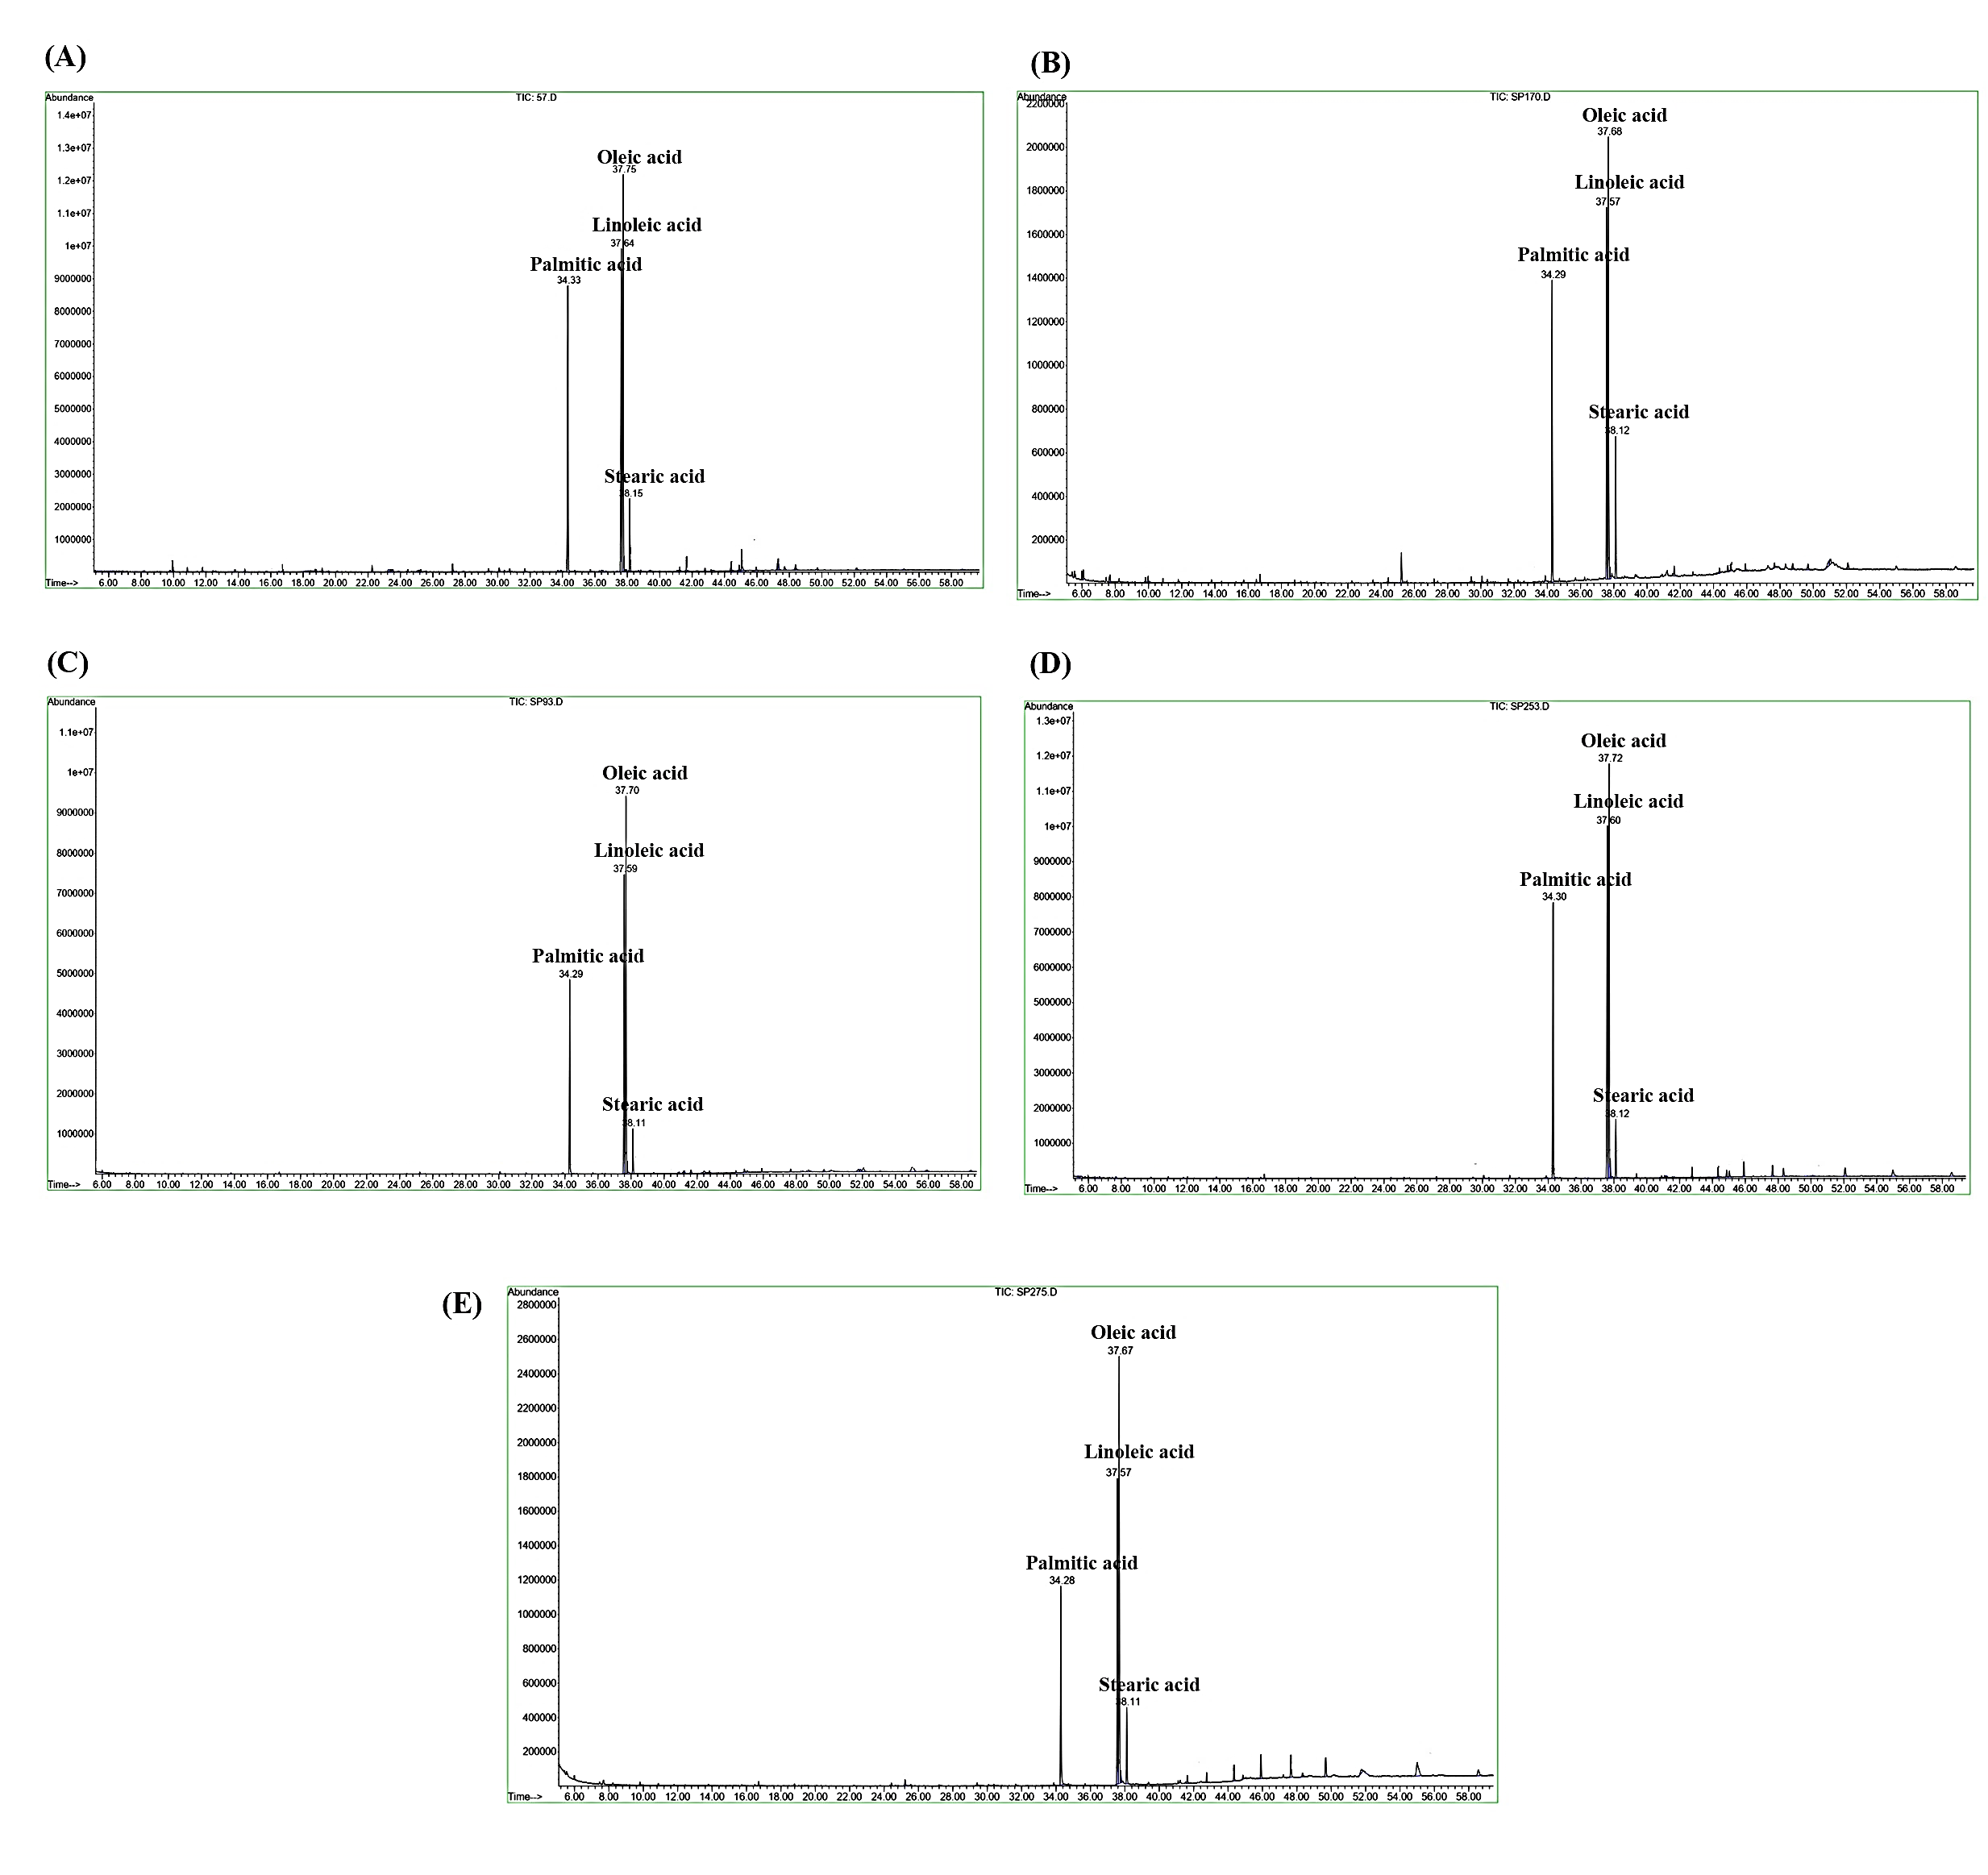 (A)
Abundance
TIC: 57.D
1.4e+07
1.3e+07
1.2e+07
1.1e+07
1e+07
9000000
8000000
7000000
6000000
5000000
4000000
3000000
2000000
1000000
Oleic acid
37.75
Linoleic acid
37.64
Palmitic acid
34.33
Stearic acid
38.15
Time-->
6.00 8.00 10.00 12.00 14.00 16.00 18.00 20.00 22.00 24.00 26.00 28.00 30.00 32.00 34.00 36.00 38.00 40.00 42.00 44.00 46.00 48.00 50.00 52.00 54.00 56.00 58.00
(B)
Abundance
TIC: SP170.D
2200000
2000000
1800000
1600000
1400000
1200000
1000000
800000
600000
400000
200000
Oleic acid
37.68
Linoleic acid
37.57
Palmitic acid
34.29
Stearic acid
38.12
Time-->
6.00 8.00 10.00 12.00 14.00 16.00 18.00 20.00 22.00 24.00 26.00 28.00 30.00 32.00 34.00 36.00 38.00 40.00 42.00 44.00 46.00 48.00 50.00 52.00 54.00 56.00 58.00
(C)
Abundance
TIC: SP93.D
1.1e+07
1e+07
9000000
8000000
7000000
6000000
5000000
4000000
3000000
2000000
1000000
Oleic acid
37.70
Linoleic acid
37.59
Palmitic acid
34.29
Stearic acid
38.11
Time-->
6.00 8.00 10.00 12.00 14.00 16.00 18.00 20.00 22.00 24.00 26.00 28.00 30.00 32.00 34.00 36.00 38.00 40.00 42.00 44.00 46.00 48.00 50.00 52.00 54.00 56.00 58.00
(D)
Abundance
TIC: SP253.D
1.3e+07
1.2e+07
1.1e+07
1e+07
9000000
8000000
7000000
6000000
5000000
4000000
3000000
2000000
1000000
Oleic acid
37.72
Linoleic acid
37.60
Palmitic acid
34.30
Stearic acid
38.12
Time-->
6.00 8.00 10.00 12.00 14.00 16.00 18.00 20.00 22.00 24.00 26.00 28.00 30.00 32.00 34.00 36.00 38.00 40.00 42.00 44.00 46.00 48.00 50.00 52.00 54.00 56.00 58.00
(E)
Abundance
TIC: SP275.D
2800000
2600000
2400000
2200000
2000000
1800000
1600000
1400000
1200000
1000000
800000
600000
400000
200000
Oleic acid
37.67
Linoleic acid
37.57
Palmitic acid
34.28
Stearic acid
38.11
Time-->
6.00 8.00 10.00 12.00 14.00 16.00 18.00 20.00 22.00 24.00 26.00 28.00 30.00 32.00 34.00 36.00 38.00 40.00 42.00 44.00 46.00 48.00 50.00 52.00 54.00 56.00 58.00